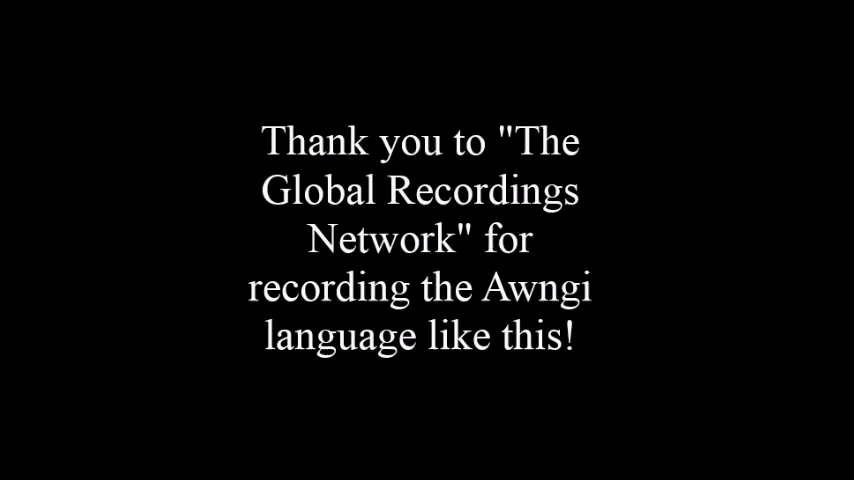 Thank you to "The
Global Recordings
Network" for
recording the Awngi
language like this!